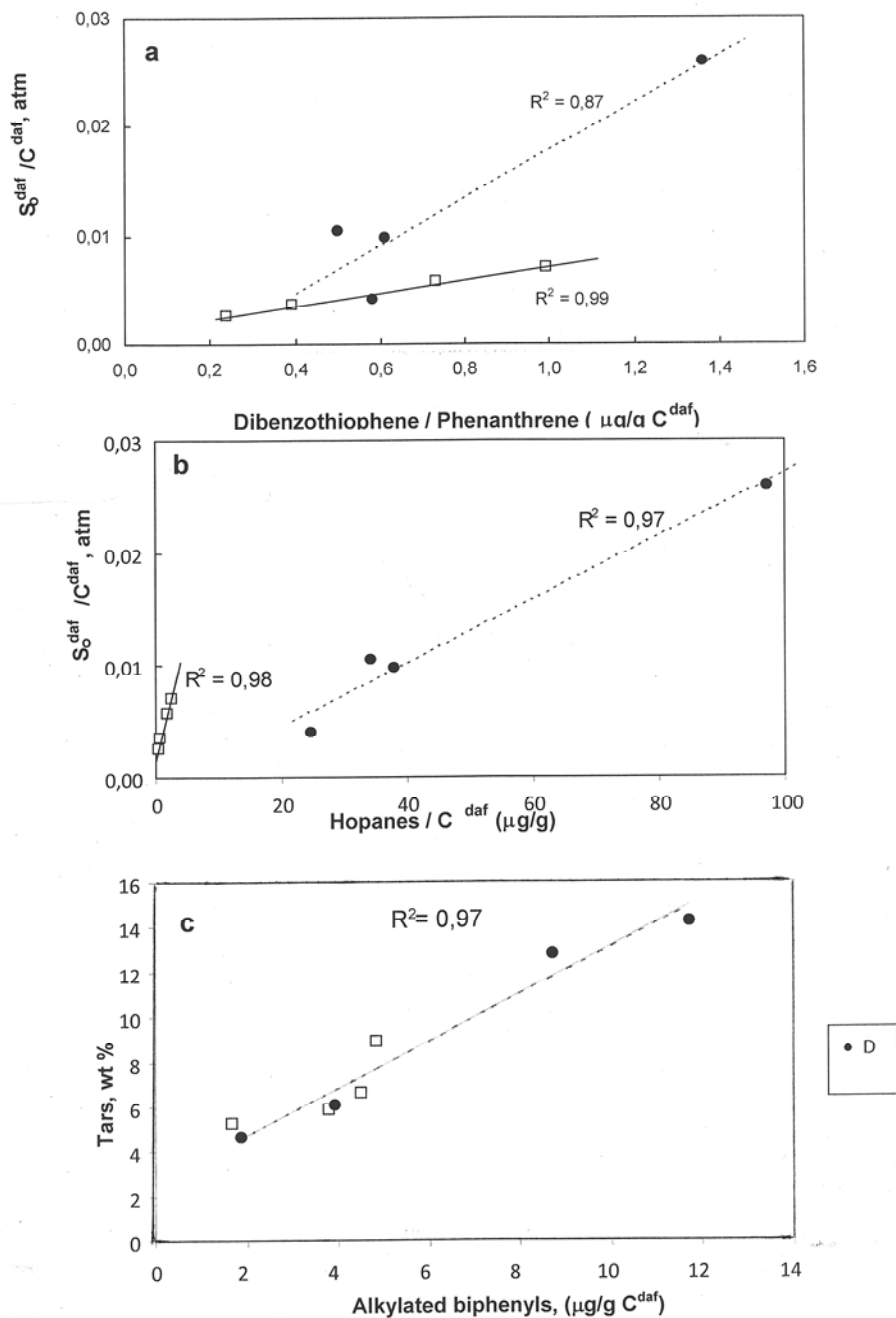 0,03
a
R² = 0,87
0,02
S₀ᵈᵃᶠ /Cᵈᵃᶠ, atm
0,01
R² = 0,99
0,00
0,0 0,2 0,4 0,6 0,8 1,0 1,2 1,4 1,6
Dibenzothiophene / Phenanthrene ( µg/g Cᵈᵃᶠ)
0,03
b
R² = 0,97
0,02
S₀ᵈᵃᶠ /Cᵈᵃᶠ, atm
0,01
R² = 0,98
0,00
0 20 40 60 80 100
Hopanes / C ᵈᵃᶠ (µg/g)
16
c
R²= 0,97
14
12
10
Tars, wt %
8
6
4
2
0
0 2 4 6 8 10 12 14
Alkylated biphenyls, (µg/g Cᵈᵃᶠ)
D